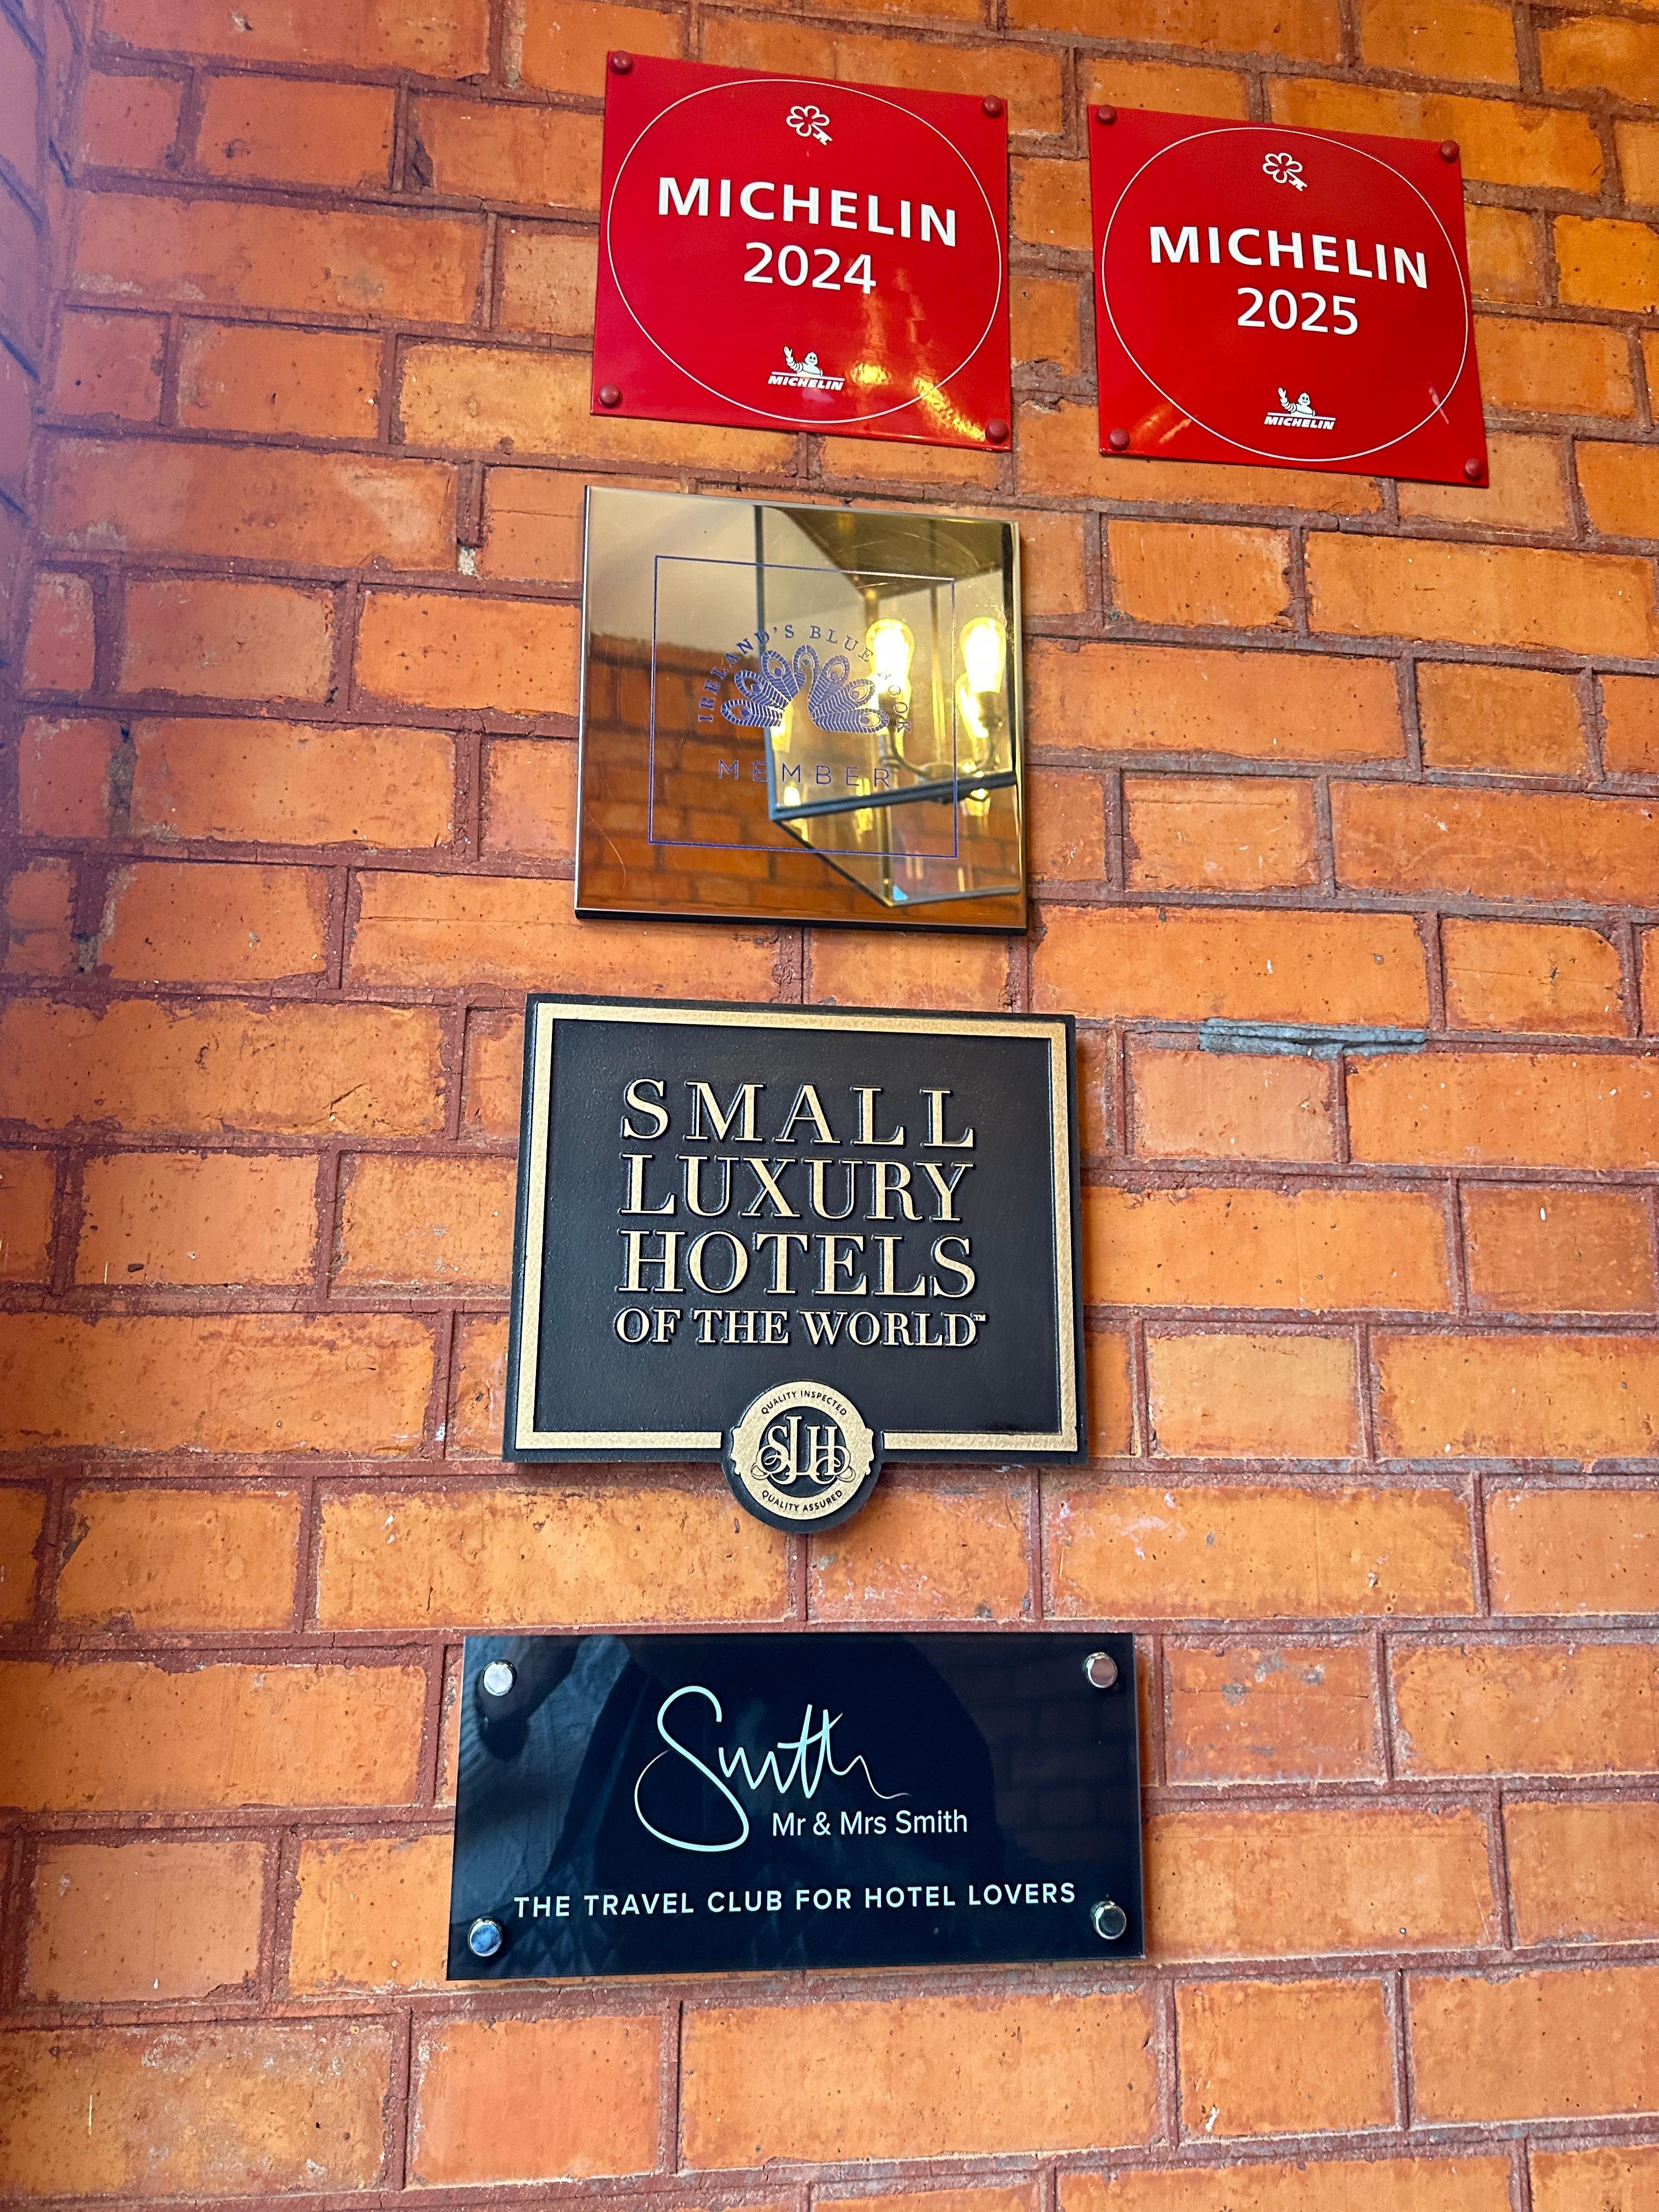 MICHELIN
2024
MICHELIN
MICHELIN
2025
MICHELIN
IRELAND'S BLUE BOOK
MEMBER
SMALL
LUXURY
HOTELS
OF THE WORLD™
QUALITY INSPECTED
SLH
QUALITY ASSURED
Smith
Mr & Mrs Smith
THE TRAVEL CLUB FOR HOTEL LOVERS